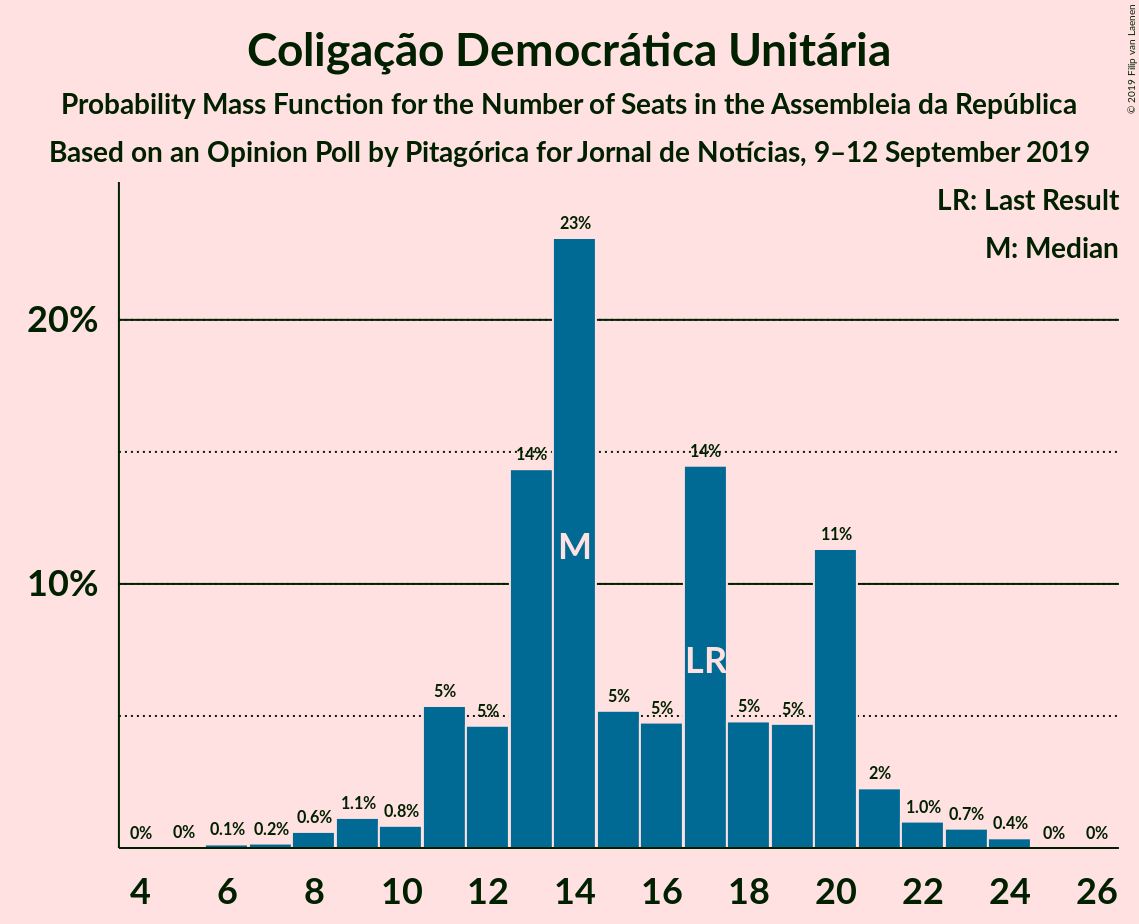 Coligação Democrática Unitária
Probability Mass Function for the Number of Seats in the Assembleia da República
Based on an Opinion Poll by Pitagórica for Jornal de Notícias, 9–12 September 2019
© 2019 Filip van Laenen
LR: Last Result
M: Median
20%
10%
0% 0% 0.1% 0.2% 0.6% 1.1% 0.8% 5% 5% 14% 23% 5% 5% 14% 5% 5% 11% 2% 1.0% 0.7% 0.4% 0% 0%
M
LR
4 6 8 10 12 14 16 18 20 22 24 26